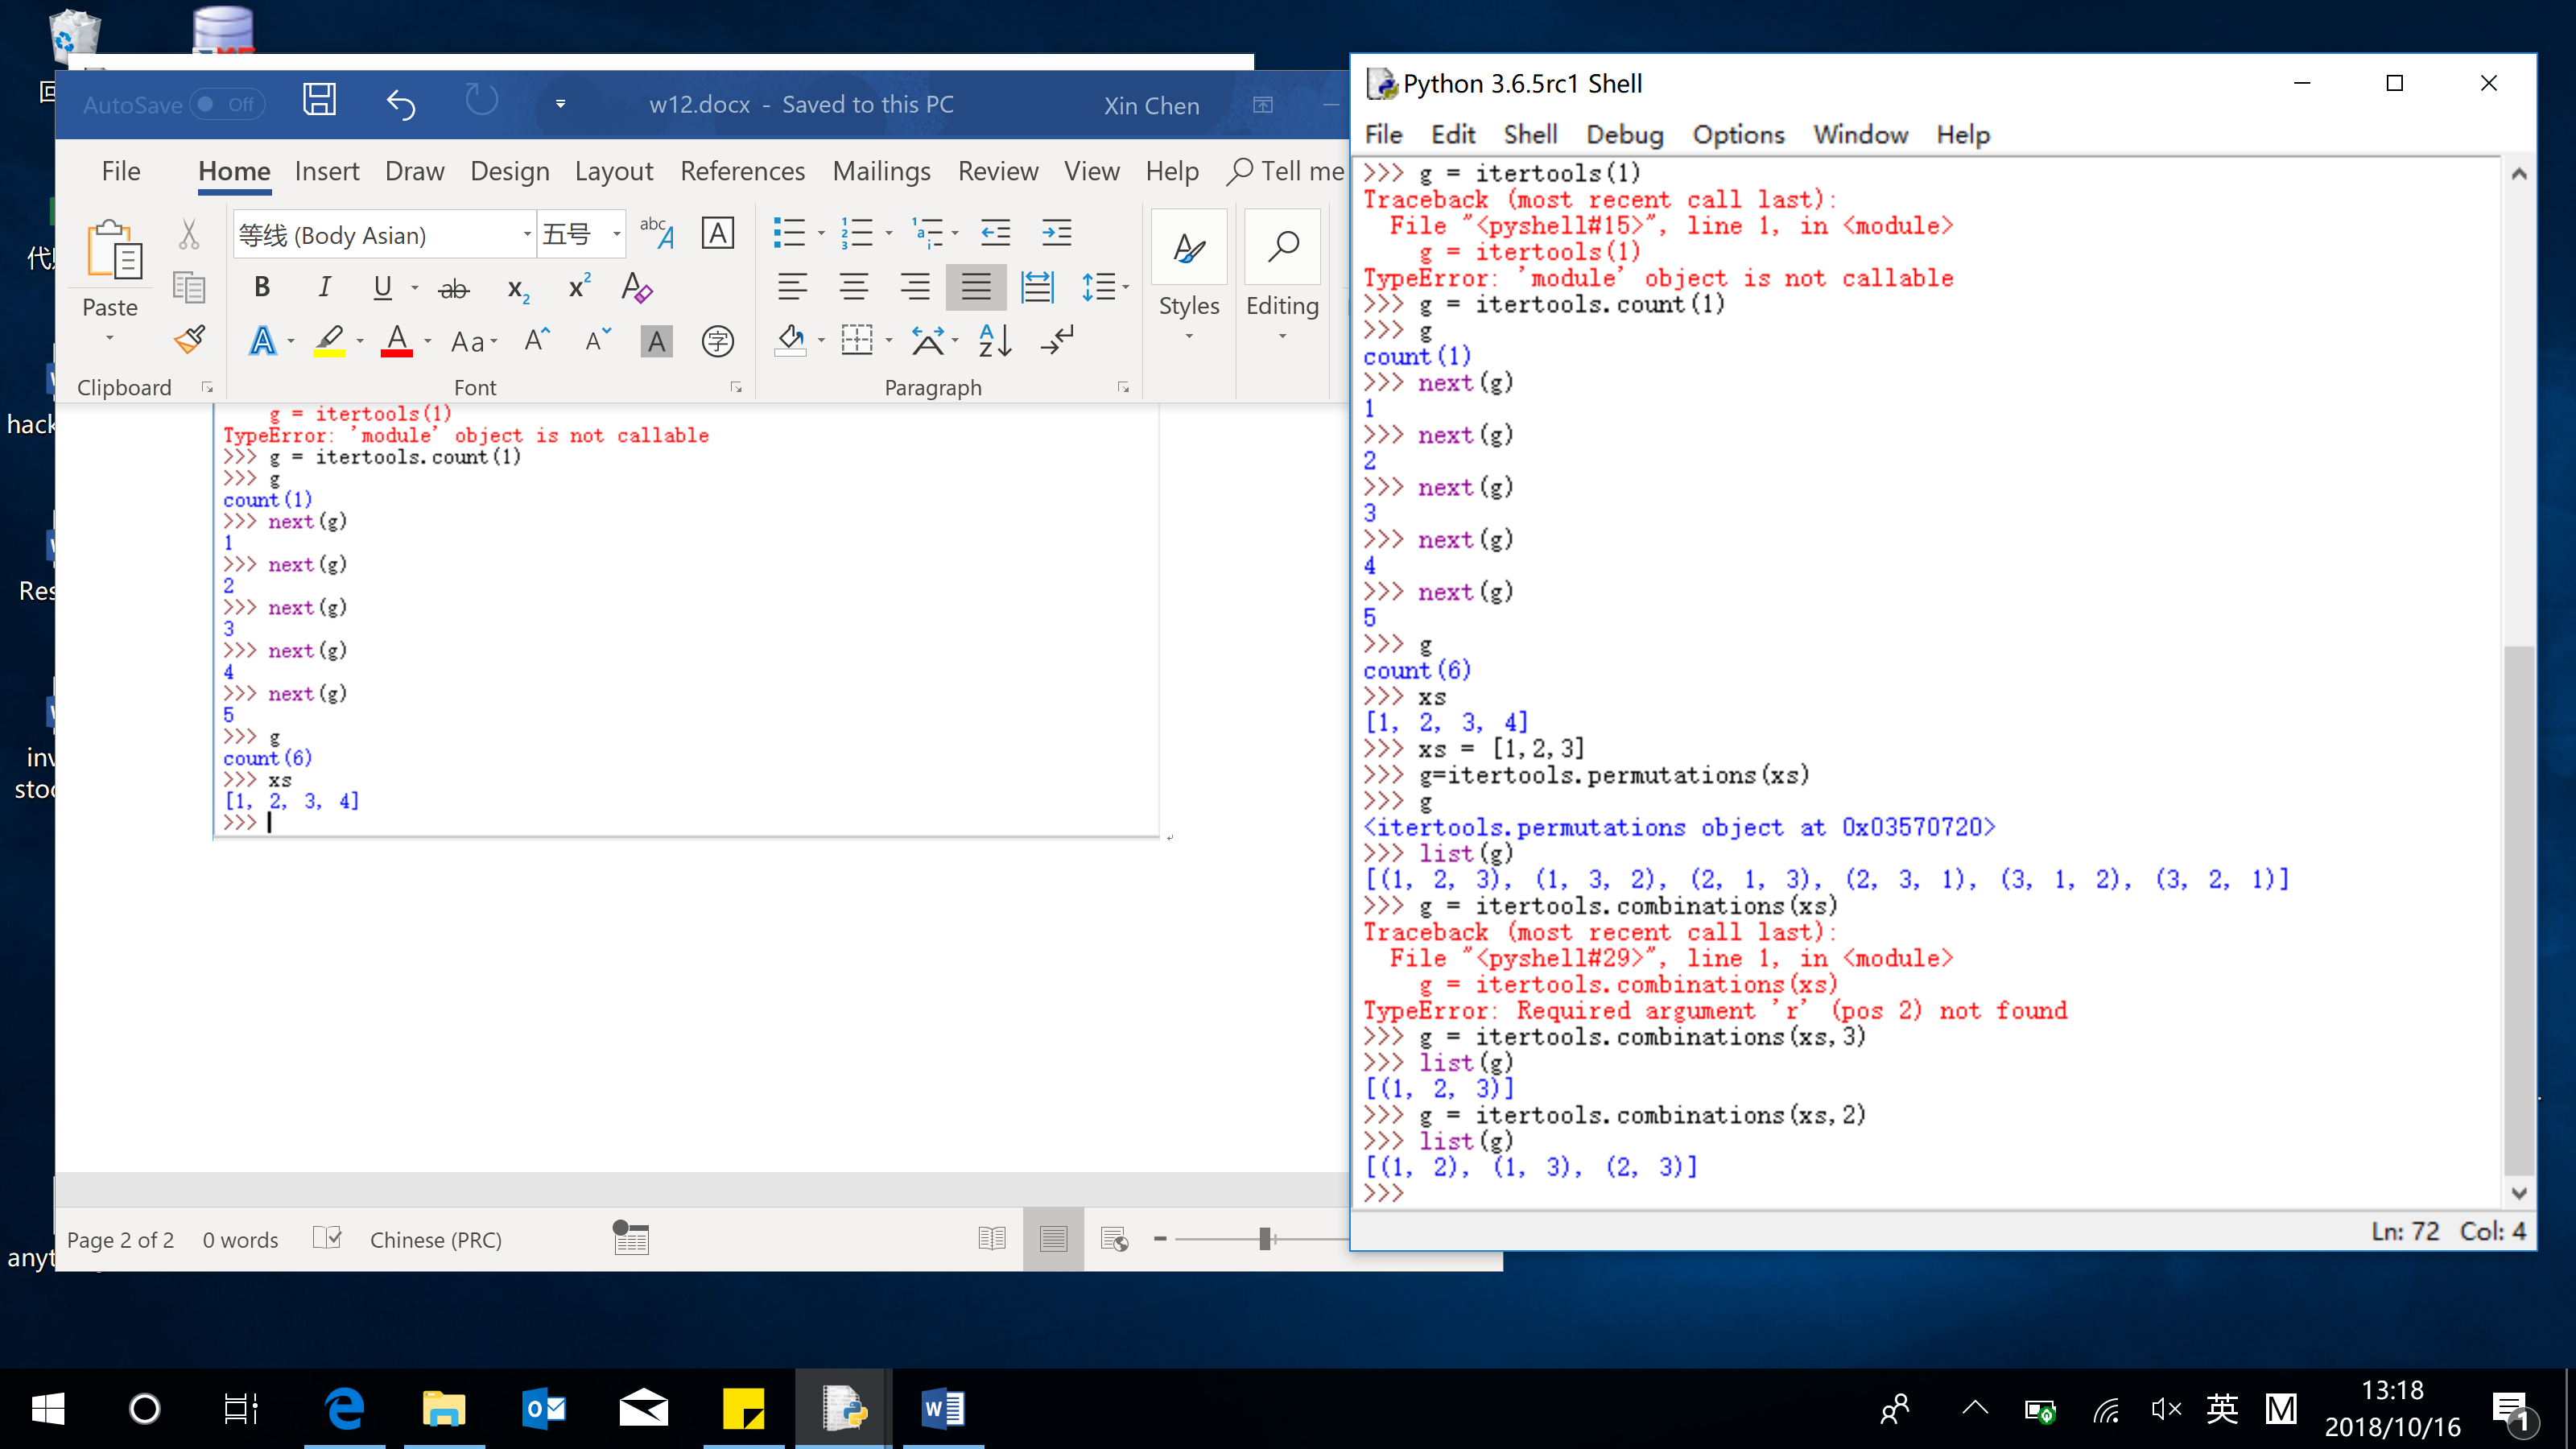 回
代
hack
Res
inv
stoc
anyt
AutoSave Off
w12.docx - Saved to this PC
Xin Chen
File Home Insert Draw Design Layout References Mailings Review View Help Tell me
Paste
等线 (Body Asian)
五号
Styles
Editing
Clipboard
Font
Paragraph
g = itertools(1)
TypeError: 'module' object is not callable
>>> g = itertools.count(1)
>>> g
count(1)
>>> next(g)
1
>>> next(g)
2
>>> next(g)
3
>>> next(g)
4
>>> next(g)
5
>>> g
count(6)
>>> xs
[1, 2, 3, 4]
>>>
Page 2 of 2 0 words Chinese (PRC)
Python 3.6.5rc1 Shell
File Edit Shell Debug Options Window Help
>>> g = itertools(1)
Traceback (most recent call last):
File "<pyshell#15>", line 1, in <module>
g = itertools(1)
TypeError: 'module' object is not callable
>>> g = itertools.count(1)
>>> g
count(1)
>>> next(g)
1
>>> next(g)
2
>>> next(g)
3
>>> next(g)
4
>>> next(g)
5
>>> g
count(6)
>>> xs
[1, 2, 3, 4]
>>> xs = [1,2,3]
>>> g=itertools.permutations(xs)
>>> g
<itertools.permutations object at 0x03570720>
>>> list(g)
[(1, 2, 3), (1, 3, 2), (2, 1, 3), (2, 3, 1), (3, 1, 2), (3, 2, 1)]
>>> g = itertools.combinations(xs)
Traceback (most recent call last):
File "<pyshell#29>", line 1, in <module>
g = itertools.combinations(xs)
TypeError: Required argument 'r' (pos 2) not found
>>> g = itertools.combinations(xs,3)
>>> list(g)
[(1, 2, 3)]
>>> g = itertools.combinations(xs,2)
>>> list(g)
[(1, 2), (1, 3), (2, 3)]
>>>
Ln: 72 Col: 4
英
M
13:18
2018/10/16
1